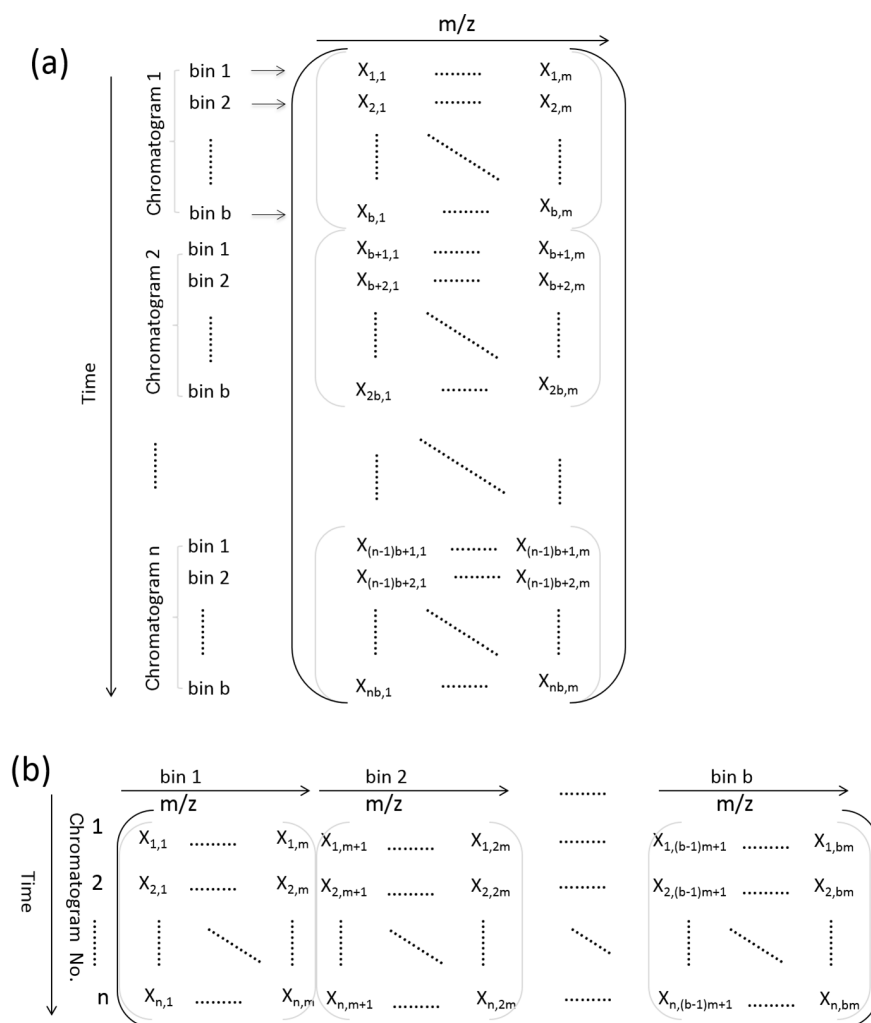 m/z
(a)
Time
Chromatogram 1
bin 1 X1,1 ......... X1,m
bin 2 X2,1 ......... X2,m
bin b Xb,1 ......... Xb,m
Chromatogram 2
bin 1 Xb+1,1 ......... Xb+1,m
bin 2 Xb+2,1 ......... Xb+2,m
bin b X2b,1 ......... X2b,m
Chromatogram n
bin 1 X(n-1)b+1,1 ......... X(n-1)b+1,m
bin 2 X(n-1)b+2,1 ......... X(n-1)b+2,m
bin b Xnb,1 ......... Xnb,m
(b)
bin 1 bin 2 ......... bin b
m/z m/z m/z
Time
Chromatogram No.
1 X1,1 ......... X1,m X1,m+1 ......... X1,2m ......... X1,(b-1)m+1 ......... X1,bm
2 X2,1 ......... X2,m X2,m+1 ......... X2,2m ......... X2,(b-1)m+1 ......... X2,bm
n Xn,1 ......... Xn,m Xn,m+1 ......... Xn,2m ......... Xn,(b-1)m+1 ......... Xn,bm